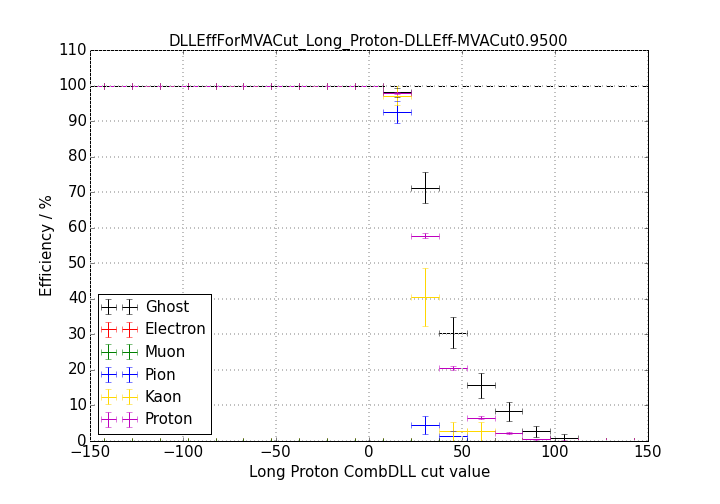 DLLEffForMVACut_Long_Proton-DLLEff-MVACut0.9500
110
100
90
80
70
60
50
40
30
20
10
0
Efficiency / %
Ghost
Electron
Muon
Pion
Kaon
Proton
−150 −100 −50 0 50 100 150
Long Proton CombDLL cut value